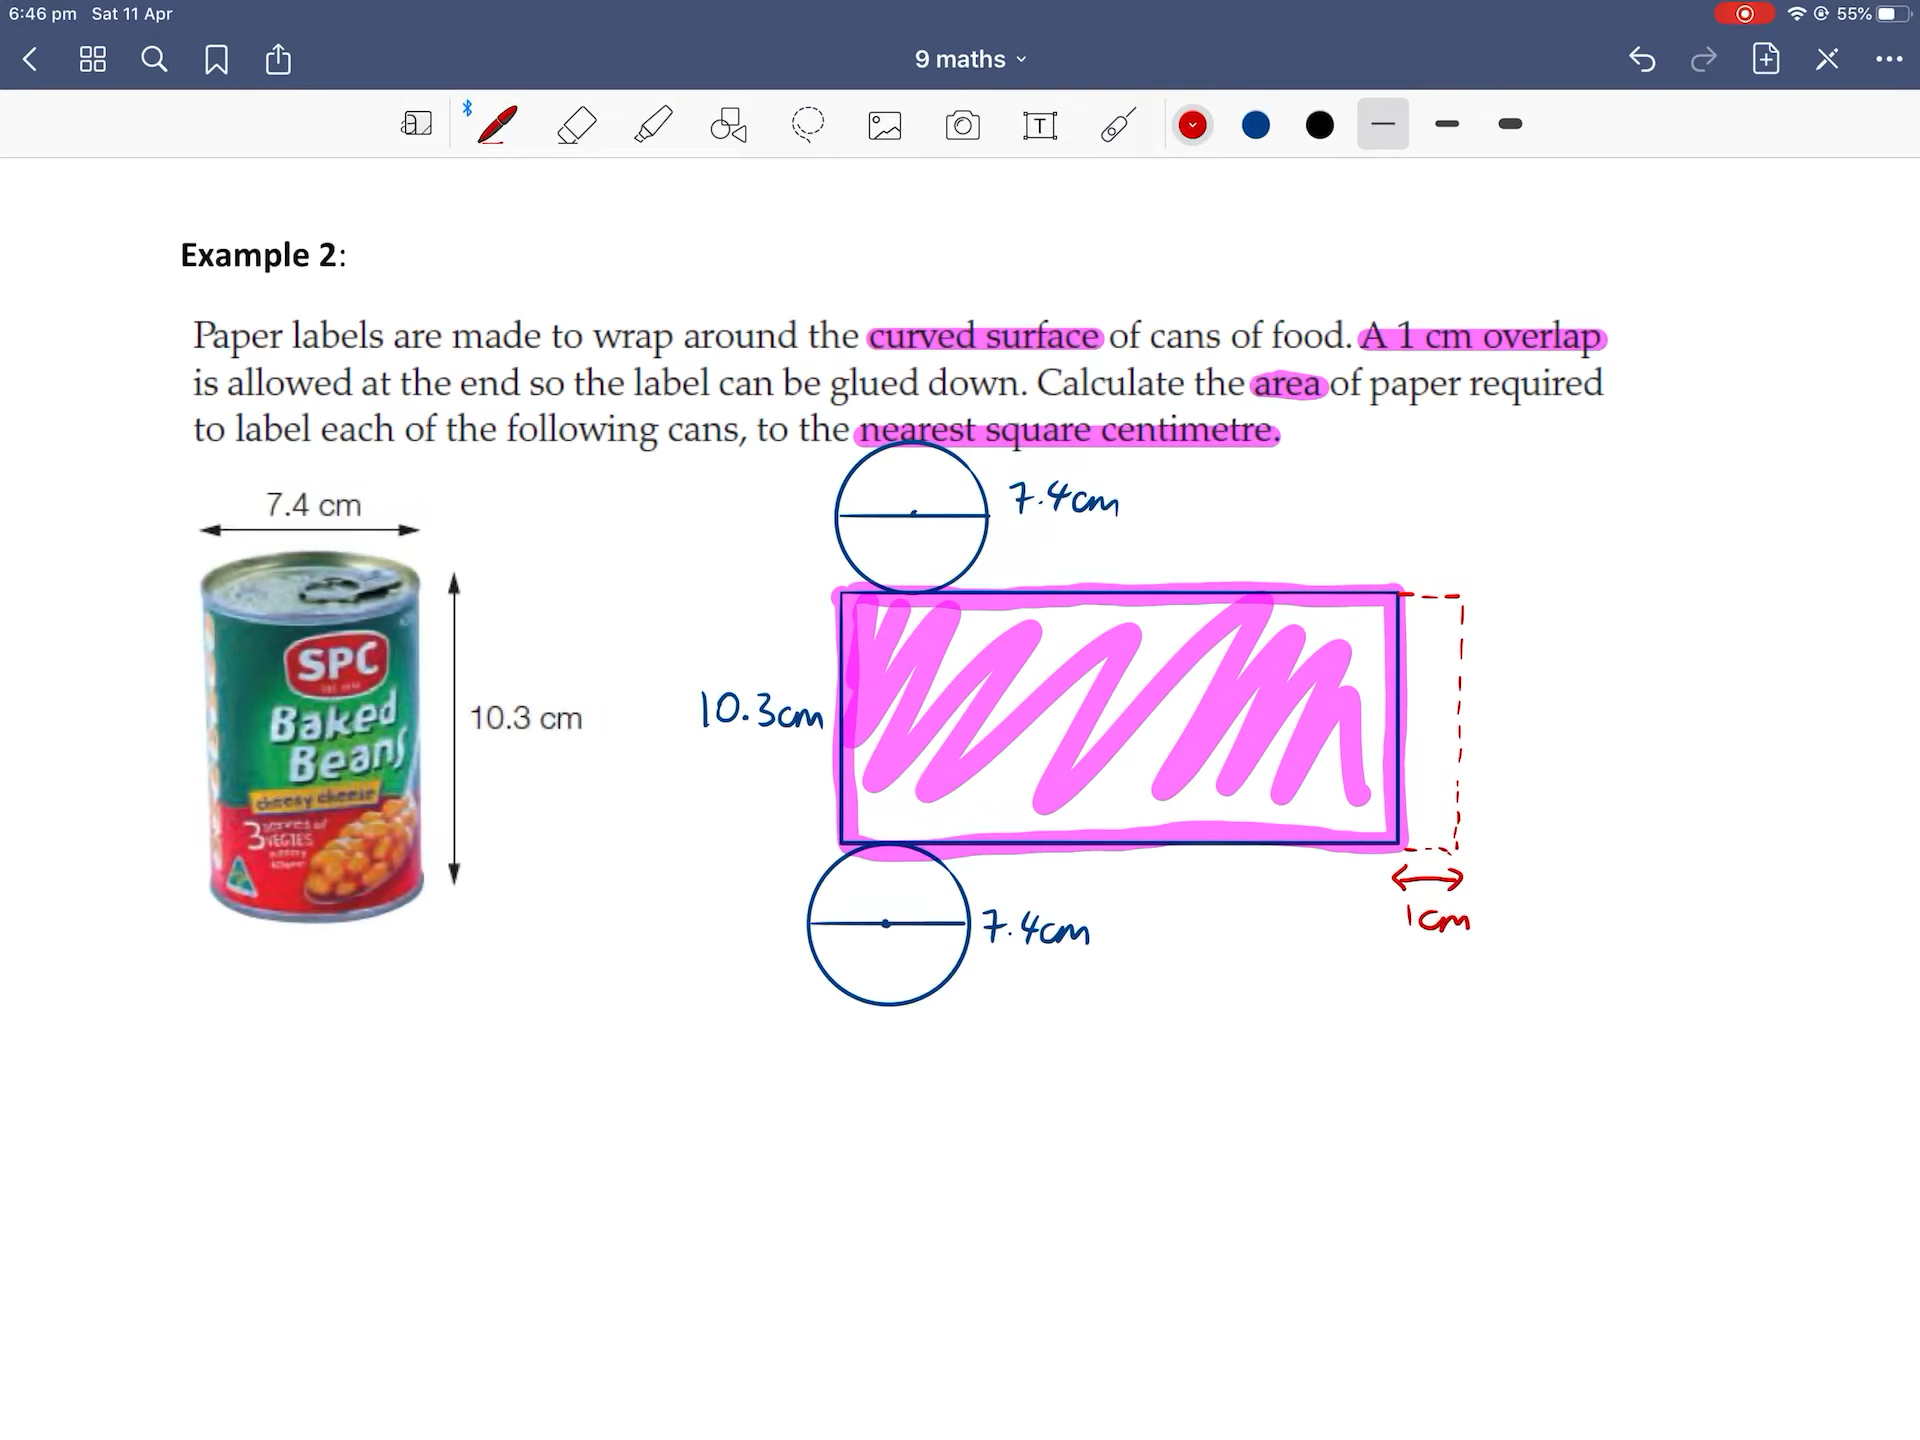 6:46 pm Sat 11 Apr
55%
9 maths
Example 2:
Paper labels are made to wrap around the curved surface of cans of food. A 1 cm overlap
is allowed at the end so the label can be glued down. Calculate the area of paper required
to label each of the following cans, to the nearest square centimetre.
7.4 cm
7.4cm
SPC
Baked
Beans
cheesy cheese
3 serves of
VEGIES
10.3 cm
10.3cm
1cm
7.4cm